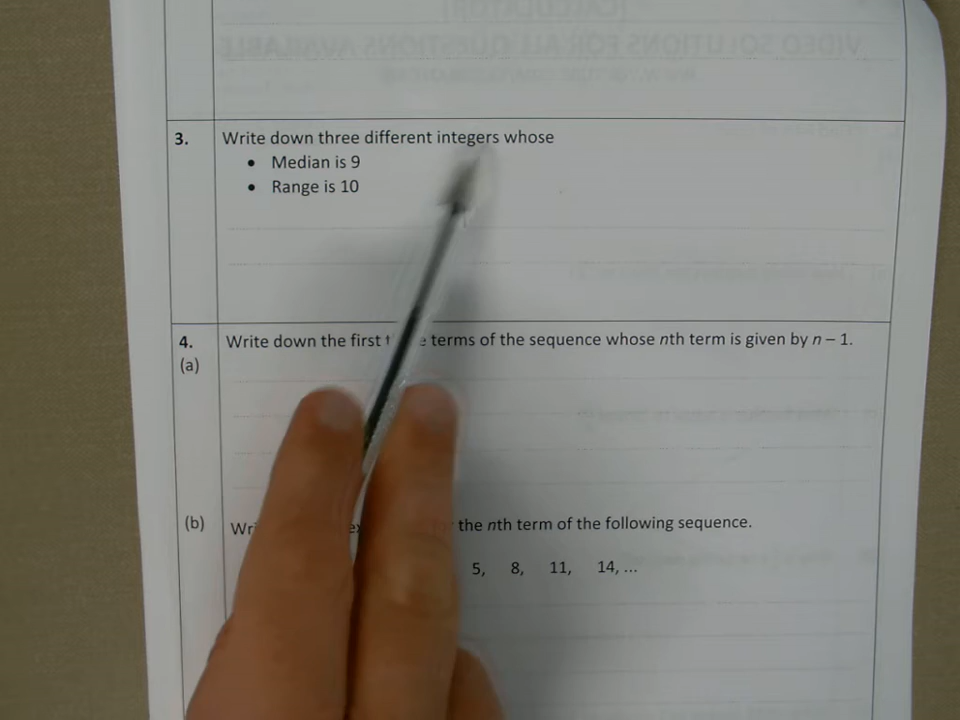 3. Write down three different integers whose
• Median is 9
• Range is 10
4. Write down the first terms of the sequence whose nth term is given by n – 1.
(a)
(b) the nth term of the following sequence.
5, 8, 11, 14, ...